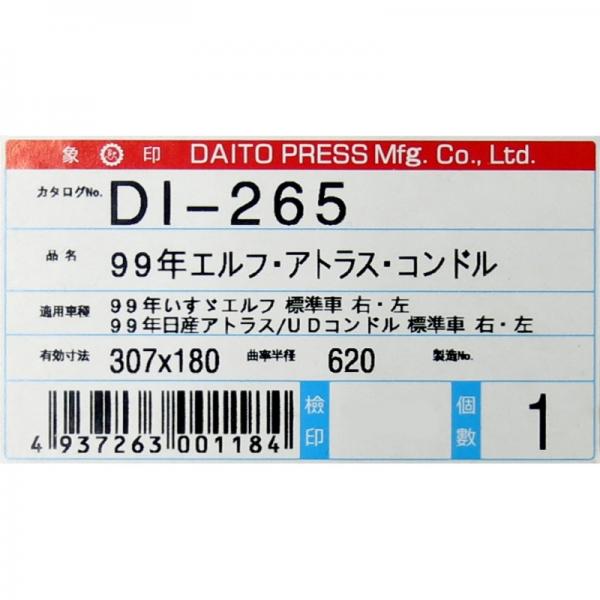 象 印 DAITO PRESS Mfg. Co., Ltd.
カタログNo. DI-265
品名 99年エルフ・アトラス・コンドル
適用車種 99年いすゞエルフ 標準車 右・左
99年日産アトラス/UDコンドル 標準車 右・左
有効寸法 307x180 曲率半径 620 製造No.
4 937263 001184 検印 個數 1